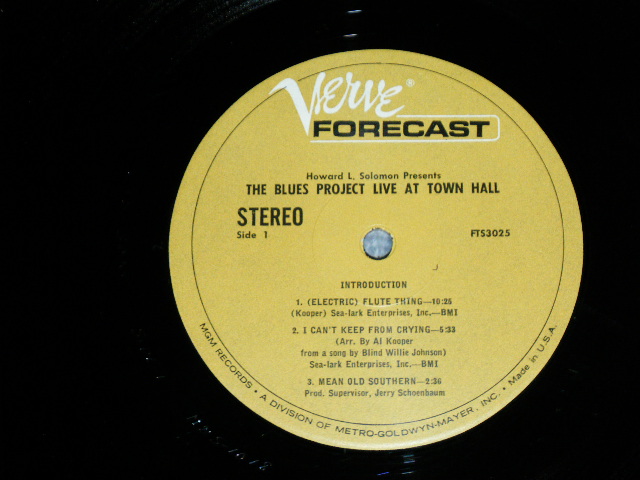 Verve®
FORECAST
Howard L. Solomon Presents
THE BLUES PROJECT LIVE AT TOWN HALL
STEREO
Side 1
FTS3025
INTRODUCTION
1. (ELECTRIC) FLUTE THING—10:25
(Kooper) Sea-lark Enterprises, Inc.—BMI
2. I CAN'T KEEP FROM CRYING—5:33
(Arr. By Al Kooper
from a song by Blind Willie Johnson)
Sea-lark Enterprises, Inc.—BMI
3. MEAN OLD SOUTHERN—2:36
Prod. Supervisor, Jerry Schoenbaum
MGM RECORDS • A DIVISION OF METRO-GOLDWYN-MAYER, INC. • Made in U.S.A.